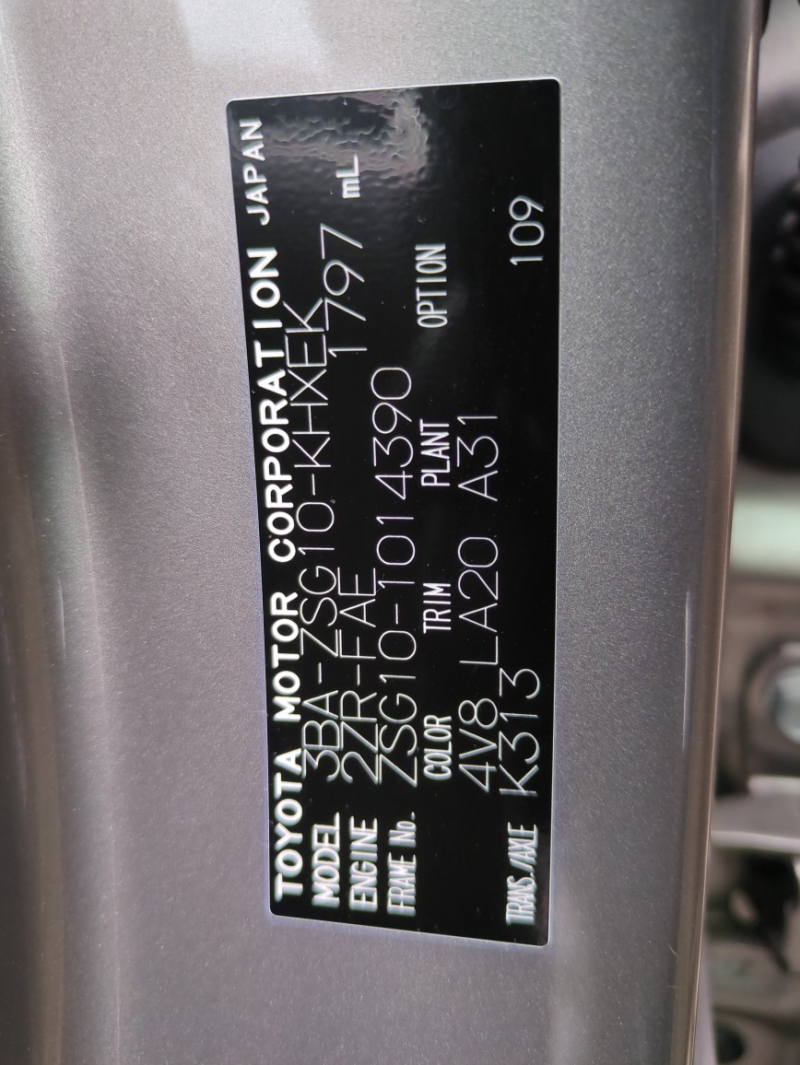 TOYOTA MOTOR CORPORATION JAPAN
MODEL 3BA-ZSG10-KHXEK
ENGINE 2ZR-FAE 1797 mL
FRAME No. ZSG10-1014390
COLOR TRIM PLANT OPTION
4V8 LA20 A31
TRANS./AXLE K313 109